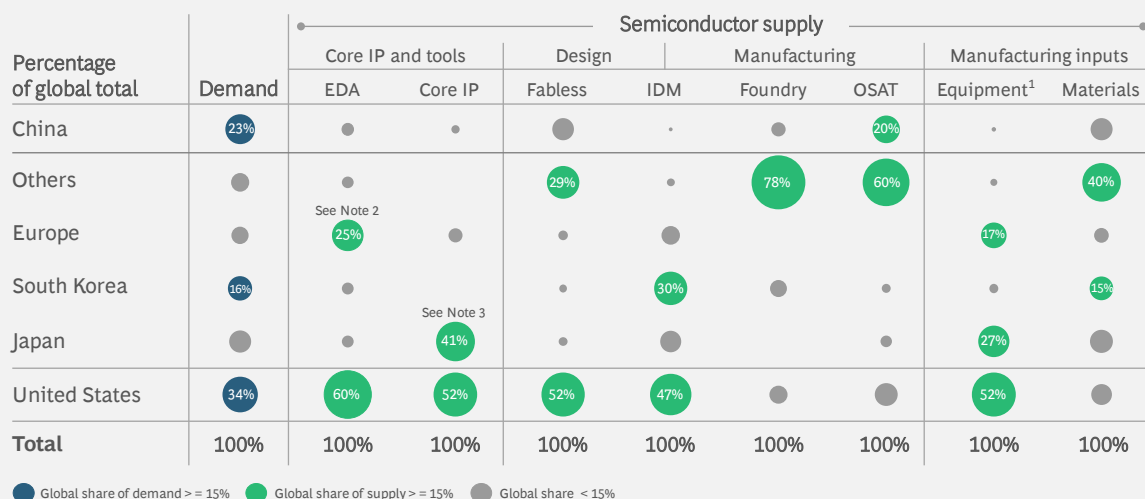 Semiconductor supply
Percentage
of global total
Demand
Core IP and tools
Design
Manufacturing
Manufacturing inputs
EDA
Core IP
Fabless
IDM
Foundry
OSAT
Equipment¹
Materials
China
23%
20%
Others
29%
78%
60%
40%
See Note 2
Europe
25%
17%
South Korea
16%
30%
15%
See Note 3
Japan
41%
27%
United States
34%
60%
52%
52%
47%
52%
Total
100%
100%
100%
100%
100%
100%
100%
100%
100%
Global share of demand > = 15%
Global share of supply > = 15%
Global share < 15%